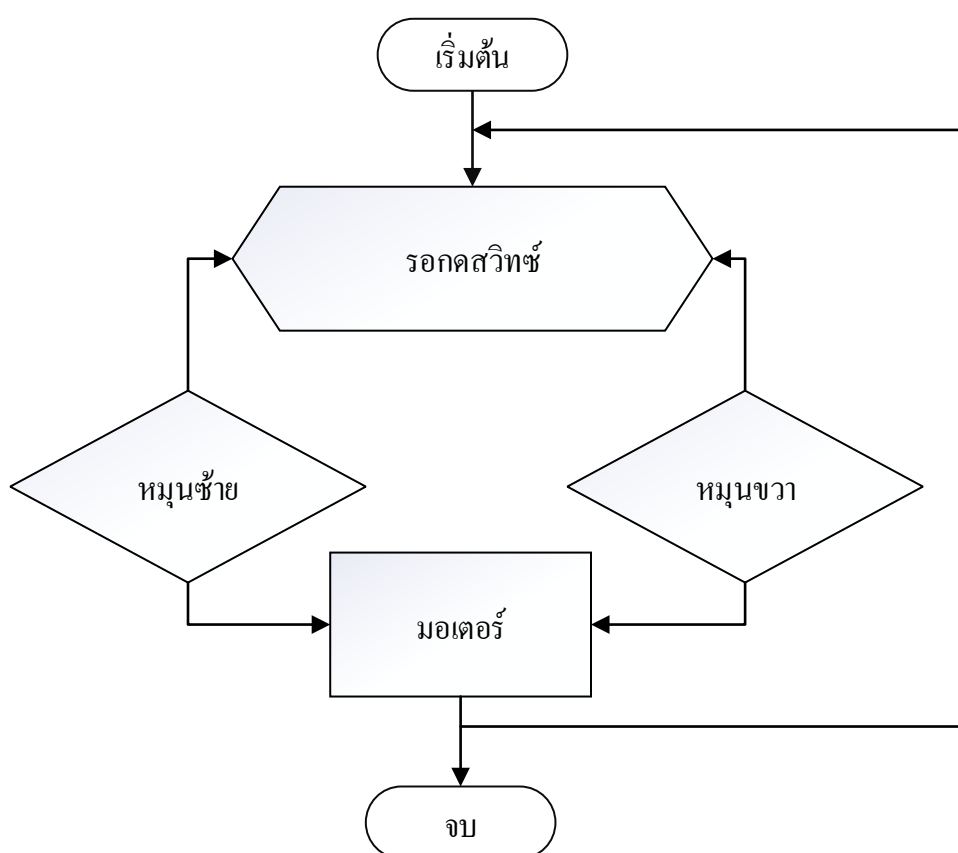 เริ่มต้น
รอกดสวิทซ์
หมุนซ้าย
หมุนขวา
มอเตอร์
จบ